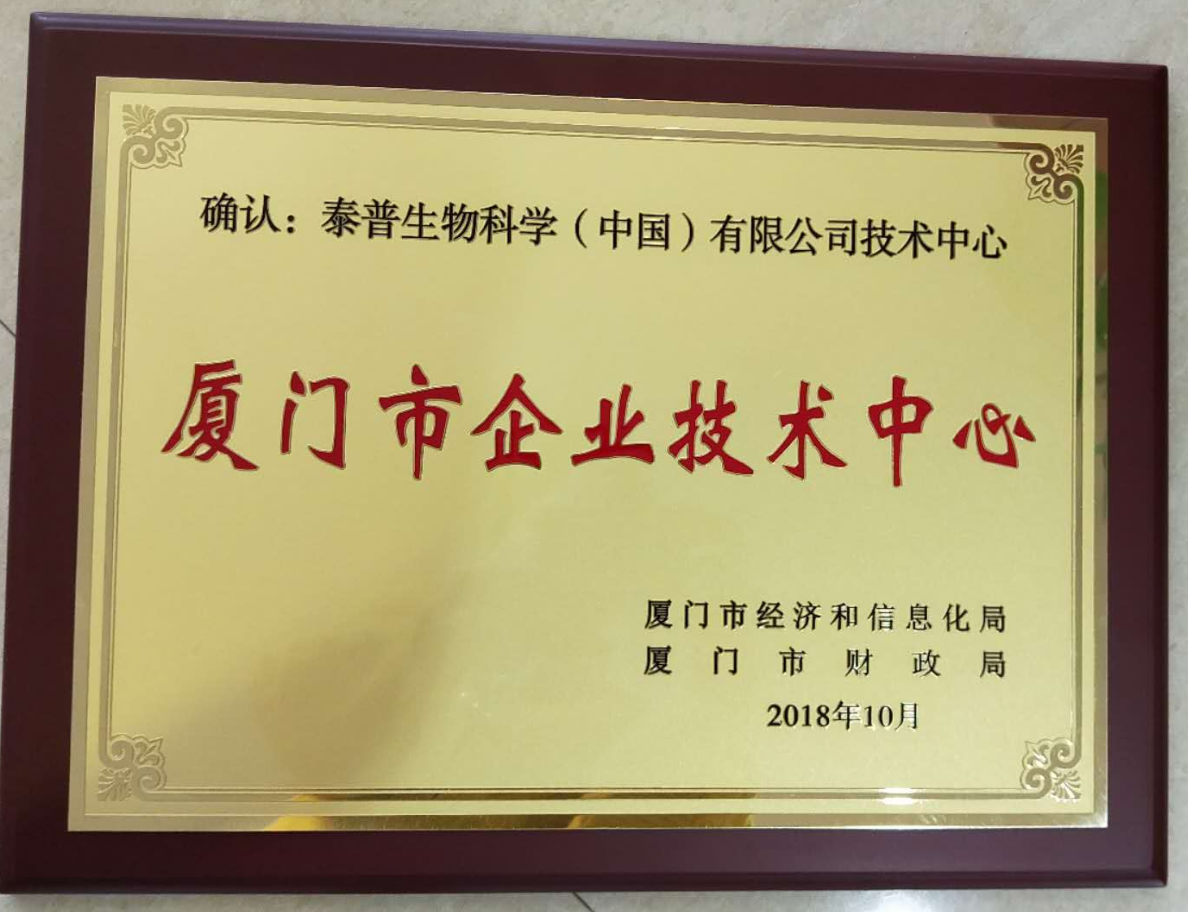 确认：泰普生物科学（中国）有限公司技术中心
厦门市企业技术中心
厦门市经济和信息化局
厦门市财政局
2018年10月